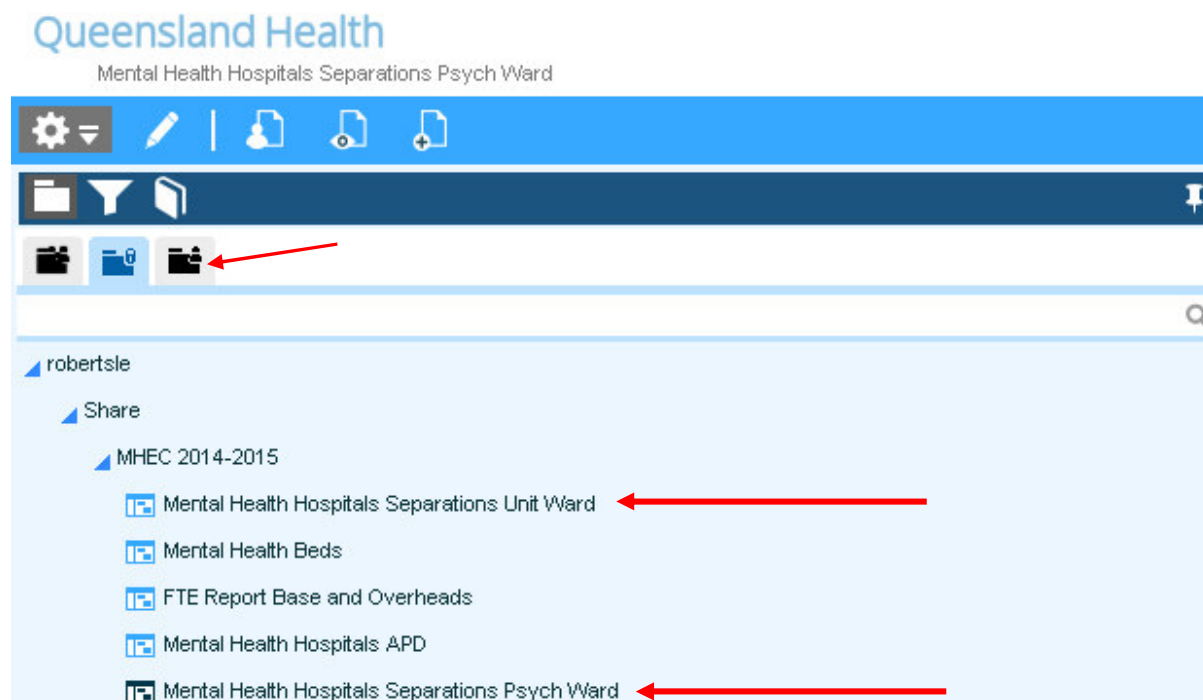 Queensland Health
Mental Health Hospitals Separations Psych Ward
robertsle
Share
MHEC 2014-2015
Mental Health Hospitals Separations Unit Ward
Mental Health Beds
FTE Report Base and Overheads
Mental Health Hospitals APD
Mental Health Hospitals Separations Psych Ward